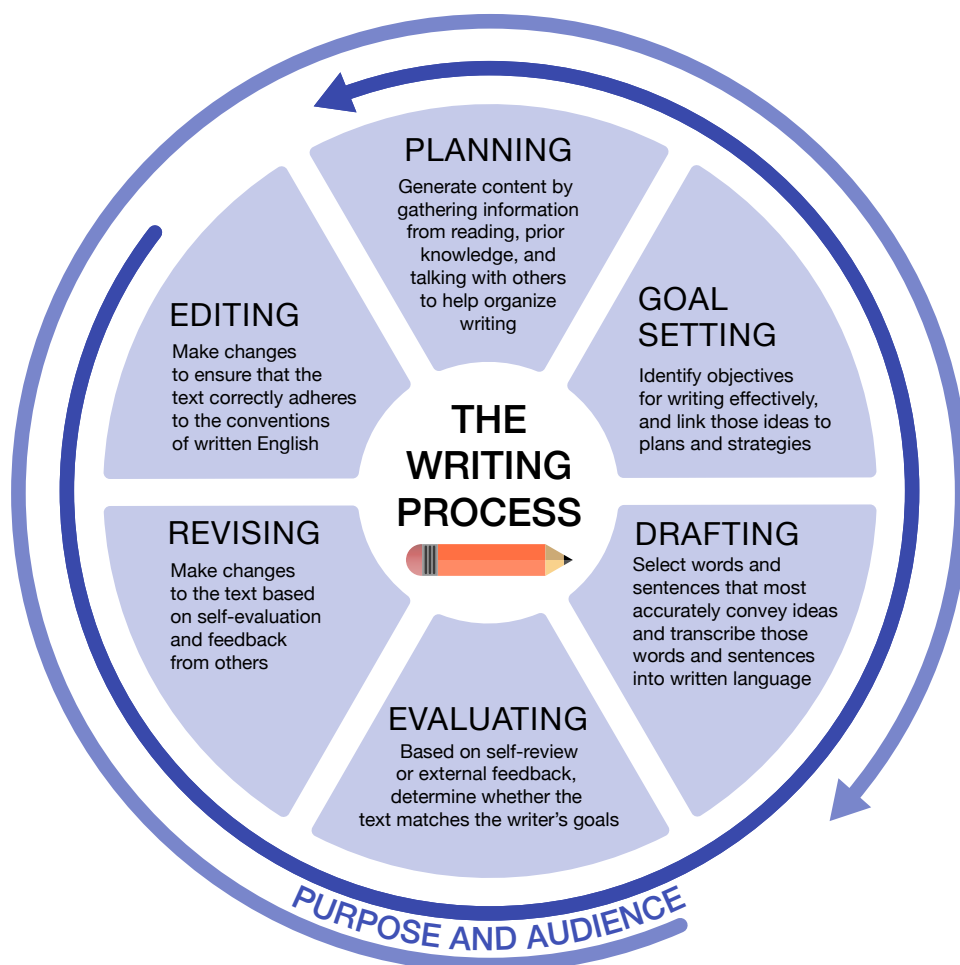 PLANNING
Generate content by
gathering information
from reading, prior
knowledge, and
talking with others
to help organize
writing
GOAL
SETTING
Identify objectives
for writing effectively,
and link those ideas to
plans and strategies
DRAFTING
Select words and
sentences that most
accurately convey ideas
and transcribe those
words and sentences
into written language
EVALUATING
Based on self-review
or external feedback,
determine whether the
text matches the writer's goals
REVISING
Make changes
to the text based
on self-evaluation
and feedback
from others
EDITING
Make changes
to ensure that the
text correctly adheres
to the conventions
of written English
THE
WRITING
PROCESS
PURPOSE AND AUDIENCE